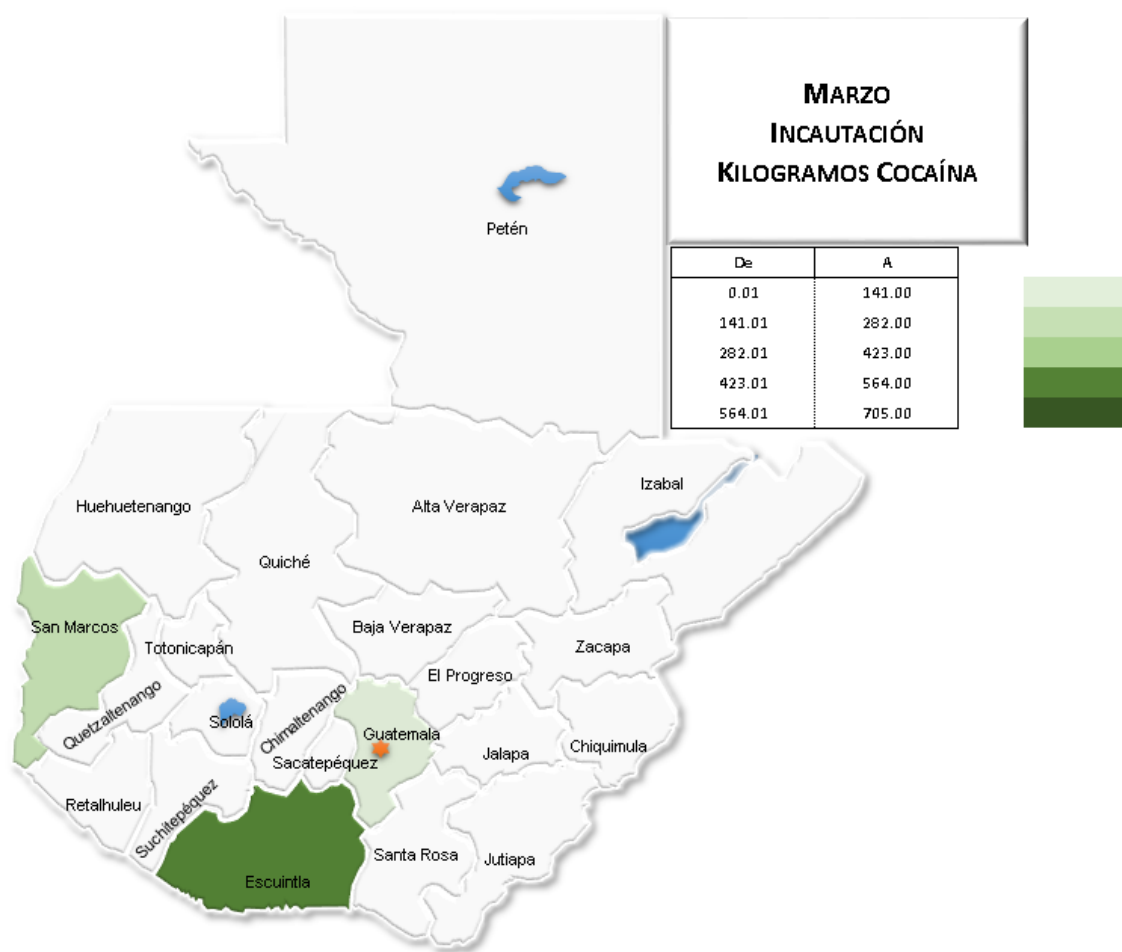 MARZO
INCAUTACIÓN
KILOGRAMOS COCAÍNA
De A
0.01 141.00
141.01 282.00
282.01 423.00
423.01 564.00
564.01 705.00
Petén
Izabal
Huehuetenango
Alta Verapaz
Quiché
San Marcos
Baja Verapaz
Totonicapán
Zacapa
El Progreso
Quetzaltenango
Sololá
Chimaltenango
Guatemala
Sacatepéquez
Jalapa
Chiquimula
Retalhuleu
Suchitepéquez
Santa Rosa
Jutiapa
Escuintla